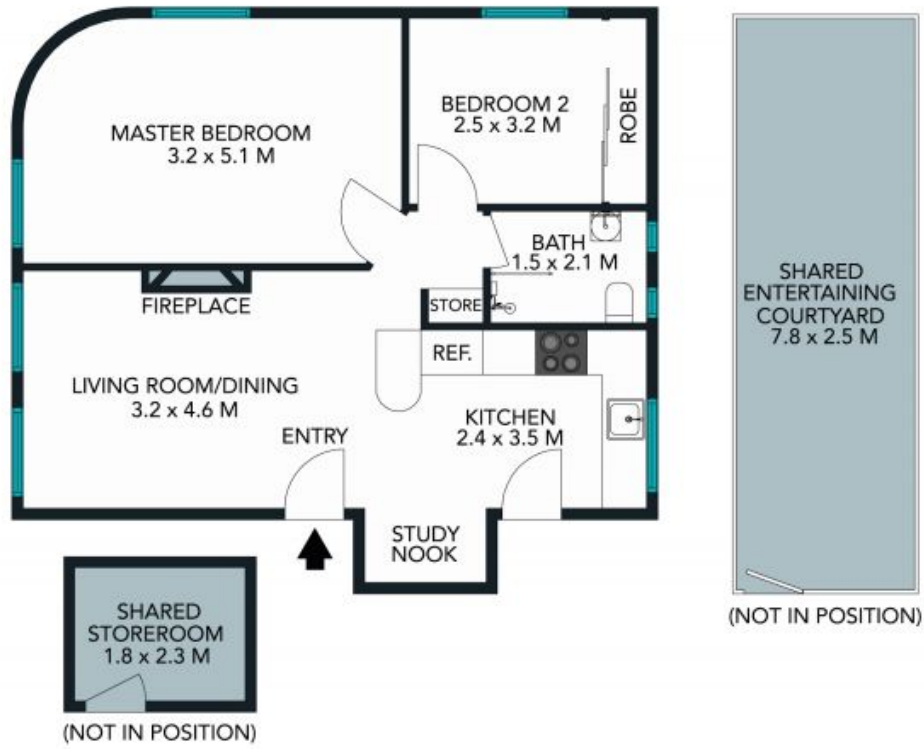 MASTER BEDROOM
3.2 x 5.1 M
BEDROOM 2
2.5 x 3.2 M
ROBE
BATH
1.5 x 2.1 M
FIREPLACE
STORE
REF.
LIVING ROOM/DINING
3.2 x 4.6 M
ENTRY
KITCHEN
2.4 x 3.5 M
STUDY
NOOK
SHARED
STOREROOM
1.8 x 2.3 M
(NOT IN POSITION)
SHARED
ENTERTAINING
COURTYARD
7.8 x 2.5 M
(NOT IN POSITION)